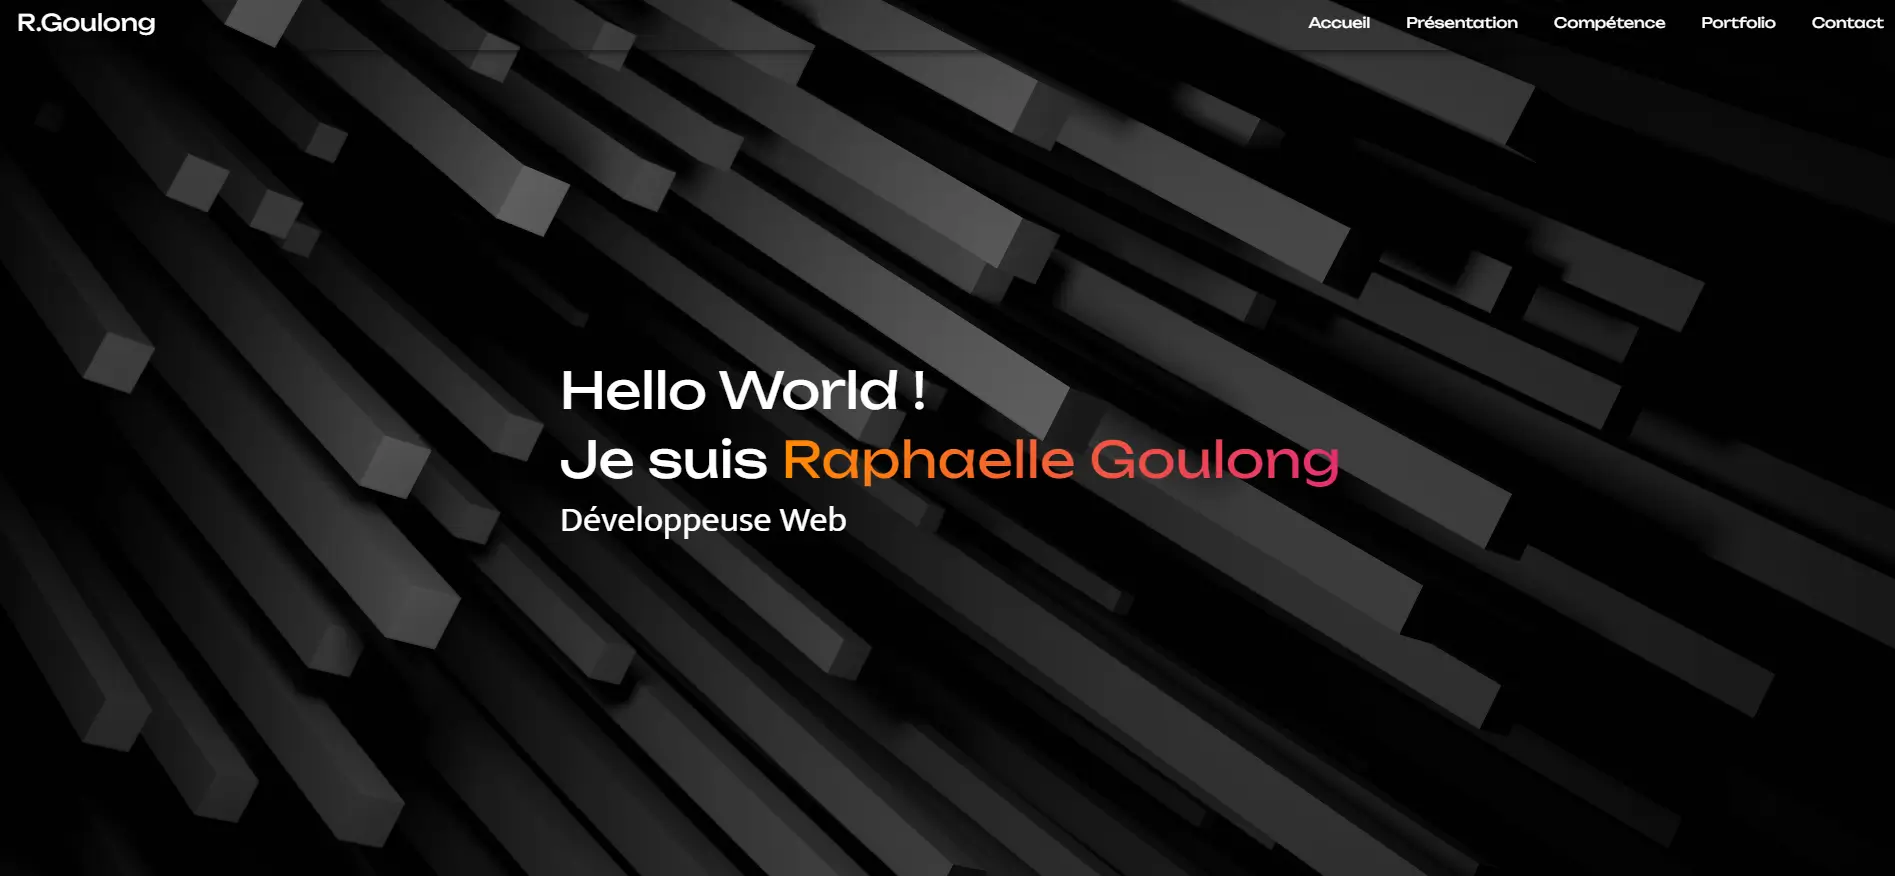 R.Goulong
Accueil Présentation Compétence Portfolio Contact
Hello World !
Je suis Raphaelle Goulong
Développeuse Web